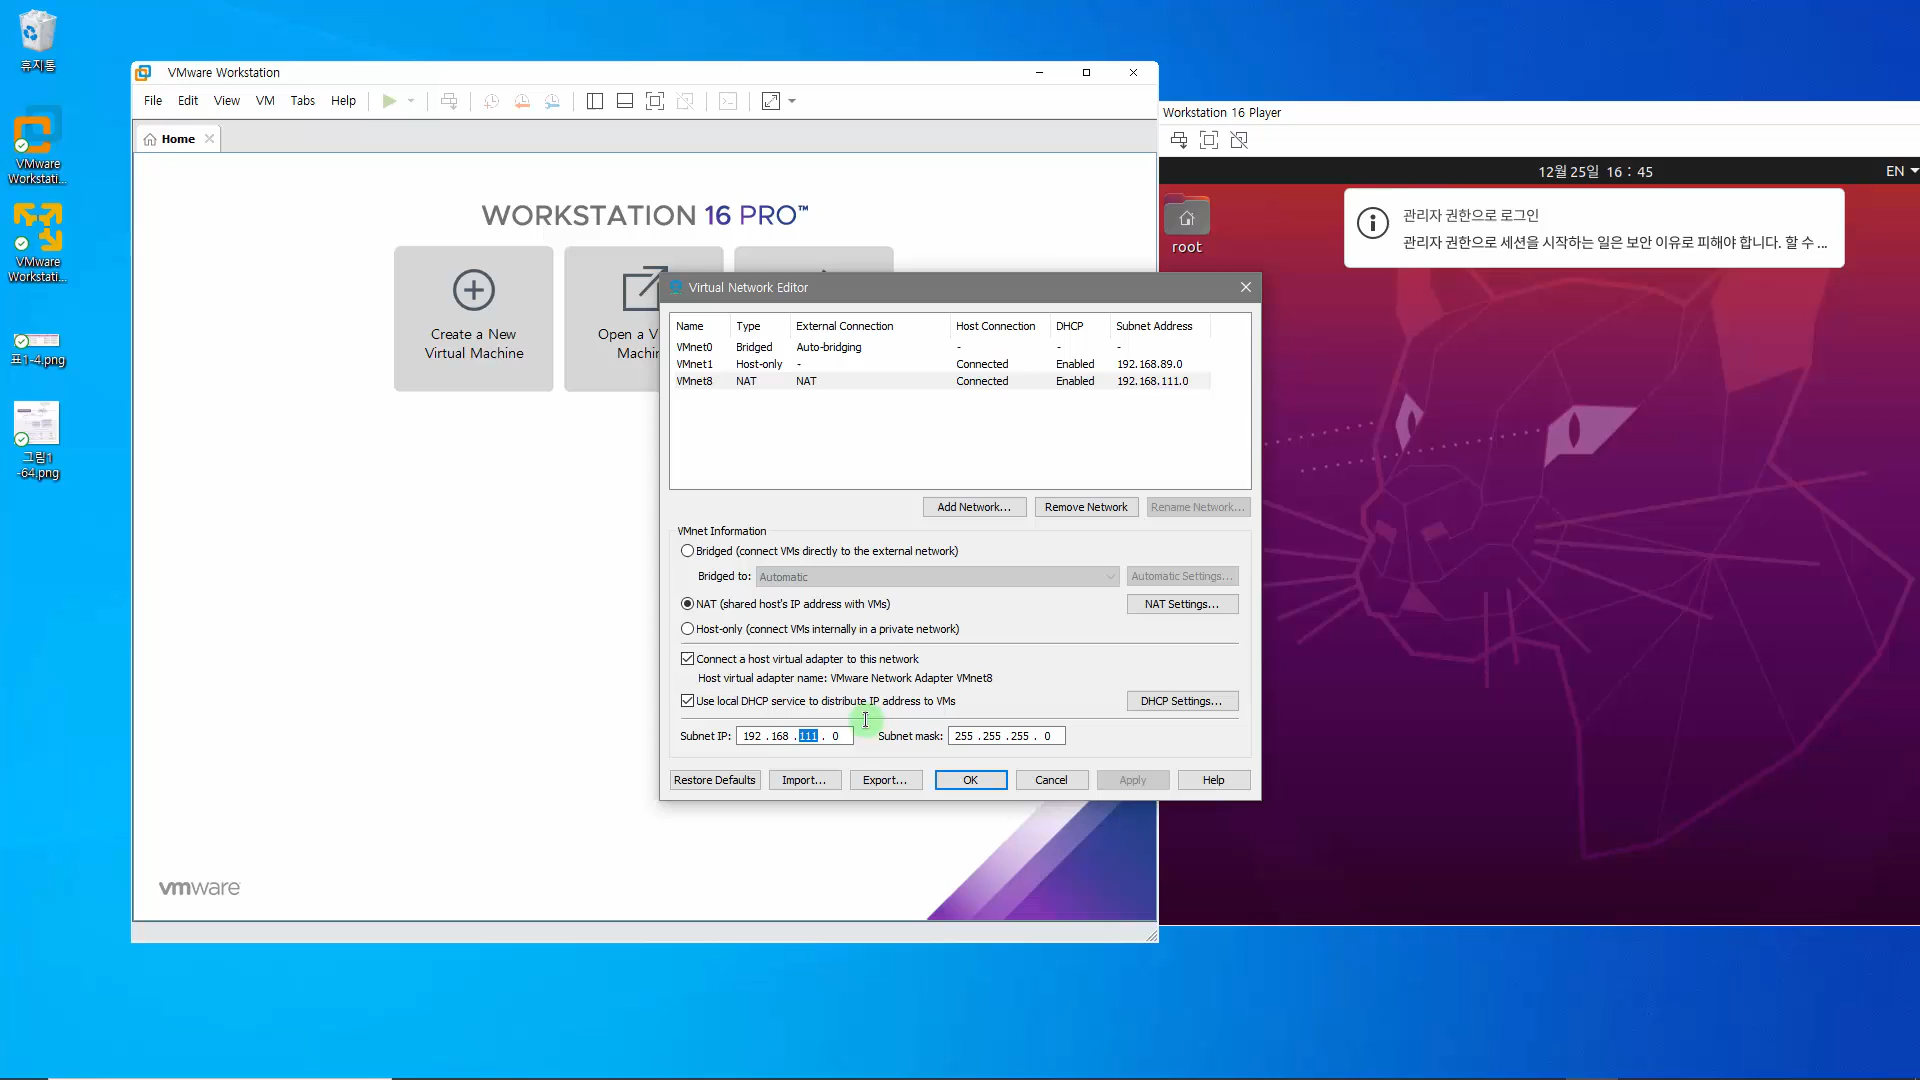 휴지통
VMware
Workstati...
VMware
Workstati...
표1-4.png
그림1
-64.png
VMware Workstation
File Edit View VM Tabs Help
Home
WORKSTATION 16 PRO™
Create a New
Virtual Machine
Open a V
Machin
vmware
Workstation 16 Player
12월 25일 16 : 45
EN
root
관리자 권한으로 로그인
관리자 권한으로 세션을 시작하는 일은 보안 이유로 피해야 합니다. 할 수 ...
Virtual Network Editor
Name Type External Connection Host Connection DHCP Subnet Address
VMnet0 Bridged Auto-bridging - - -
VMnet1 Host-only - Connected Enabled 192.168.89.0
VMnet8 NAT NAT Connected Enabled 192.168.111.0
Add Network... Remove Network Rename Network...
VMnet Information
Bridged (connect VMs directly to the external network)
Bridged to: Automatic Automatic Settings...
NAT (shared host's IP address with VMs) NAT Settings...
Host-only (connect VMs internally in a private network)
Connect a host virtual adapter to this network
Host virtual adapter name: VMware Network Adapter VMnet8
Use local DHCP service to distribute IP address to VMs DHCP Settings...
Subnet IP: 192 . 168 . 111 . 0 Subnet mask: 255 . 255 . 255 . 0
Restore Defaults Import... Export... OK Cancel Apply Help